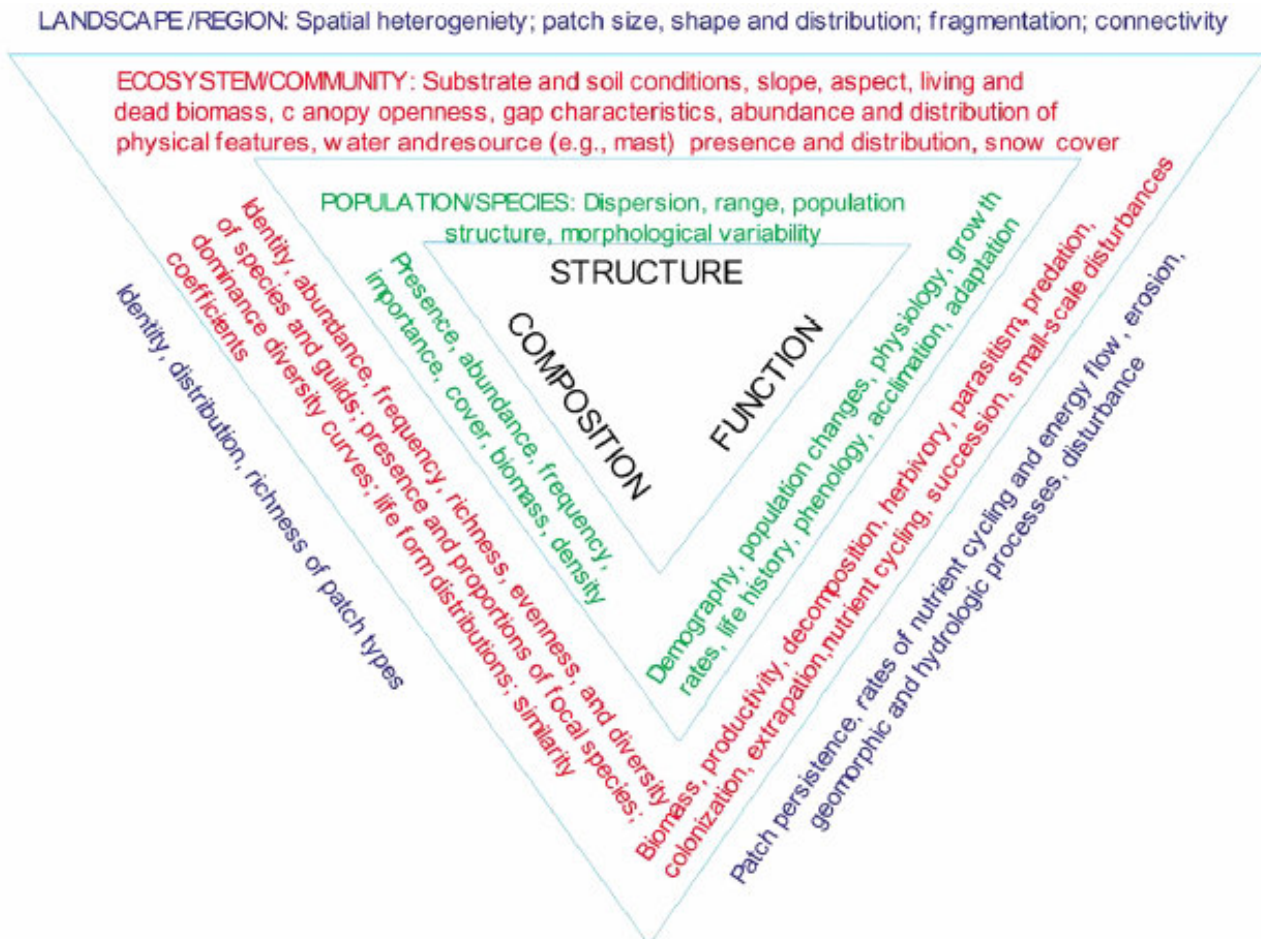 LANDSCAPE/REGION: Spatial heterogeniety; patch size, shape and distribution; fragmentation; connectivity
ECOSYSTEM/COMMUNITY: Substrate and soil conditions, slope, aspect, living and
dead biomass, c anopy openness, gap characteristics, abundance and distribution of
physical features, water andresource (e.g., mast) presence and distribution, snow cover
POPULATION/SPECIES: Dispersion, range, population
structure, morphological variability
STRUCTURE
COMPOSITION
FUNCTION
Presence, abundance, frequency,
importance, cover, biomass, density
Identity, abundance, frequency, richness, evenness, and diversity
of species and guilds; presence and proportions of focal species;
dominance diversity curves; life form distributions; similarity
coefficients
Identity, distribution, richness of patch types
Demography, population changes, physiology, growth
rates, life history, phenology, acclimation, adaptation
Biomass, productivity, decomposition, herbivory, parasitism, predation,
colonization, extrapation,nutrient cycling, succession, small-scale disturbances
Patch persistence, rates of nutrient cycling and energy flow , erosion,
geomorphic and hydrologic processes, disturbance